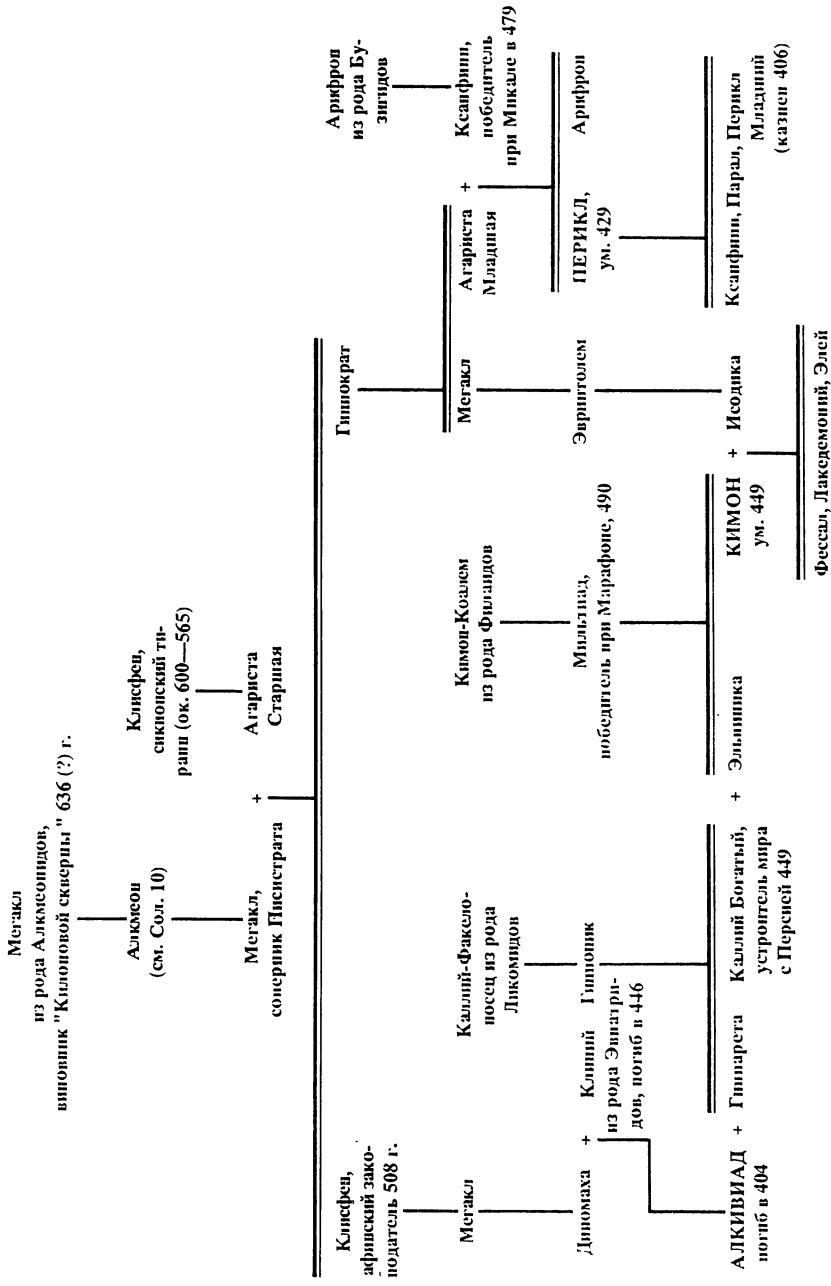 Мегакл
из рода Алкмеонидов,
виновник "Килоновой скверны" 636 (?) г.
Алкмеон
(см. Сол. 10)
Клисфен,
сикионский ти-
ранн (ок. 600—565)
Мегакл,
соперник Писистрата
+
Агариста
Старшая
Клисфен,
афинский зако-
нодатель 508 г.
Гиппократ
Арифрон
из рода Бу-
зигидов
Мегакл
Каллий-Факело-
носец из рода
Ликомидов
Кимон-Коалем
из рода Филаидов
Мегакл
Агариста
Младшая
+
Ксанфипп,
победитель
при Микале в 479
Диномаха
+
Клиний
из рода Эвпатри-
дов, погиб в 446
Гиппоник
Мильтиад,
победитель при Марафоне, 490
Эвриптолем
ПЕРИКЛ,
ум. 429
Арифрон
АЛКИВИАД
погиб в 404
+
Гиппарета
Каллий Богатый,
устроитель мира
с Персией 449
+
Эльпиника
КИМОН
ум. 449
+
Исодика
Ксанфипп, Парал, Перикл
Младший
(казнен 406)
Фессал, Лакедемоний, Элей